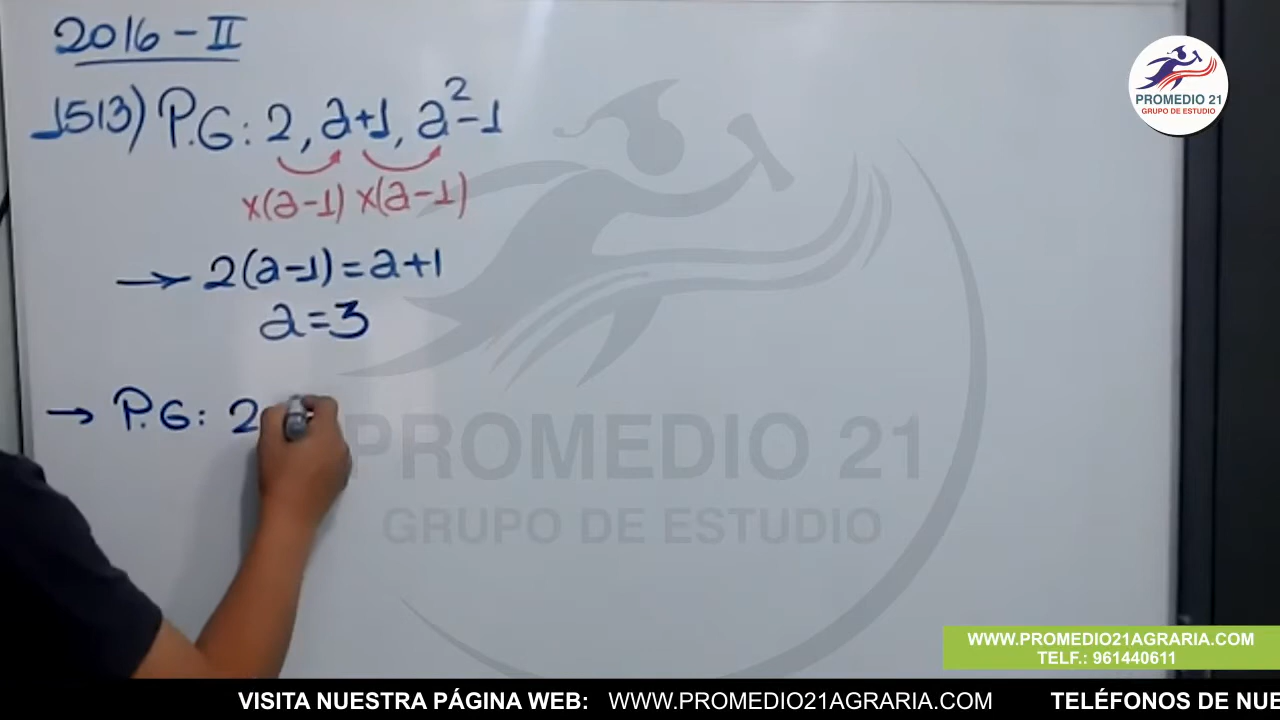 2016-II
1513) P.G: 2, a+1, a²-1
x(a-1) x(a-1)
→ 2(a-1)=a+1
a=3
→ P.G: 2
PROMEDIO 21
GRUPO DE ESTUDIO
PROMEDIO 21
GRUPO DE ESTUDIO
WWW.PROMEDIO21AGRARIA.COM
TELF.: 961440611
VISITA NUESTRA PÁGINA WEB: WWW.PROMEDIO21AGRARIA.COM TELÉFONOS DE NUE